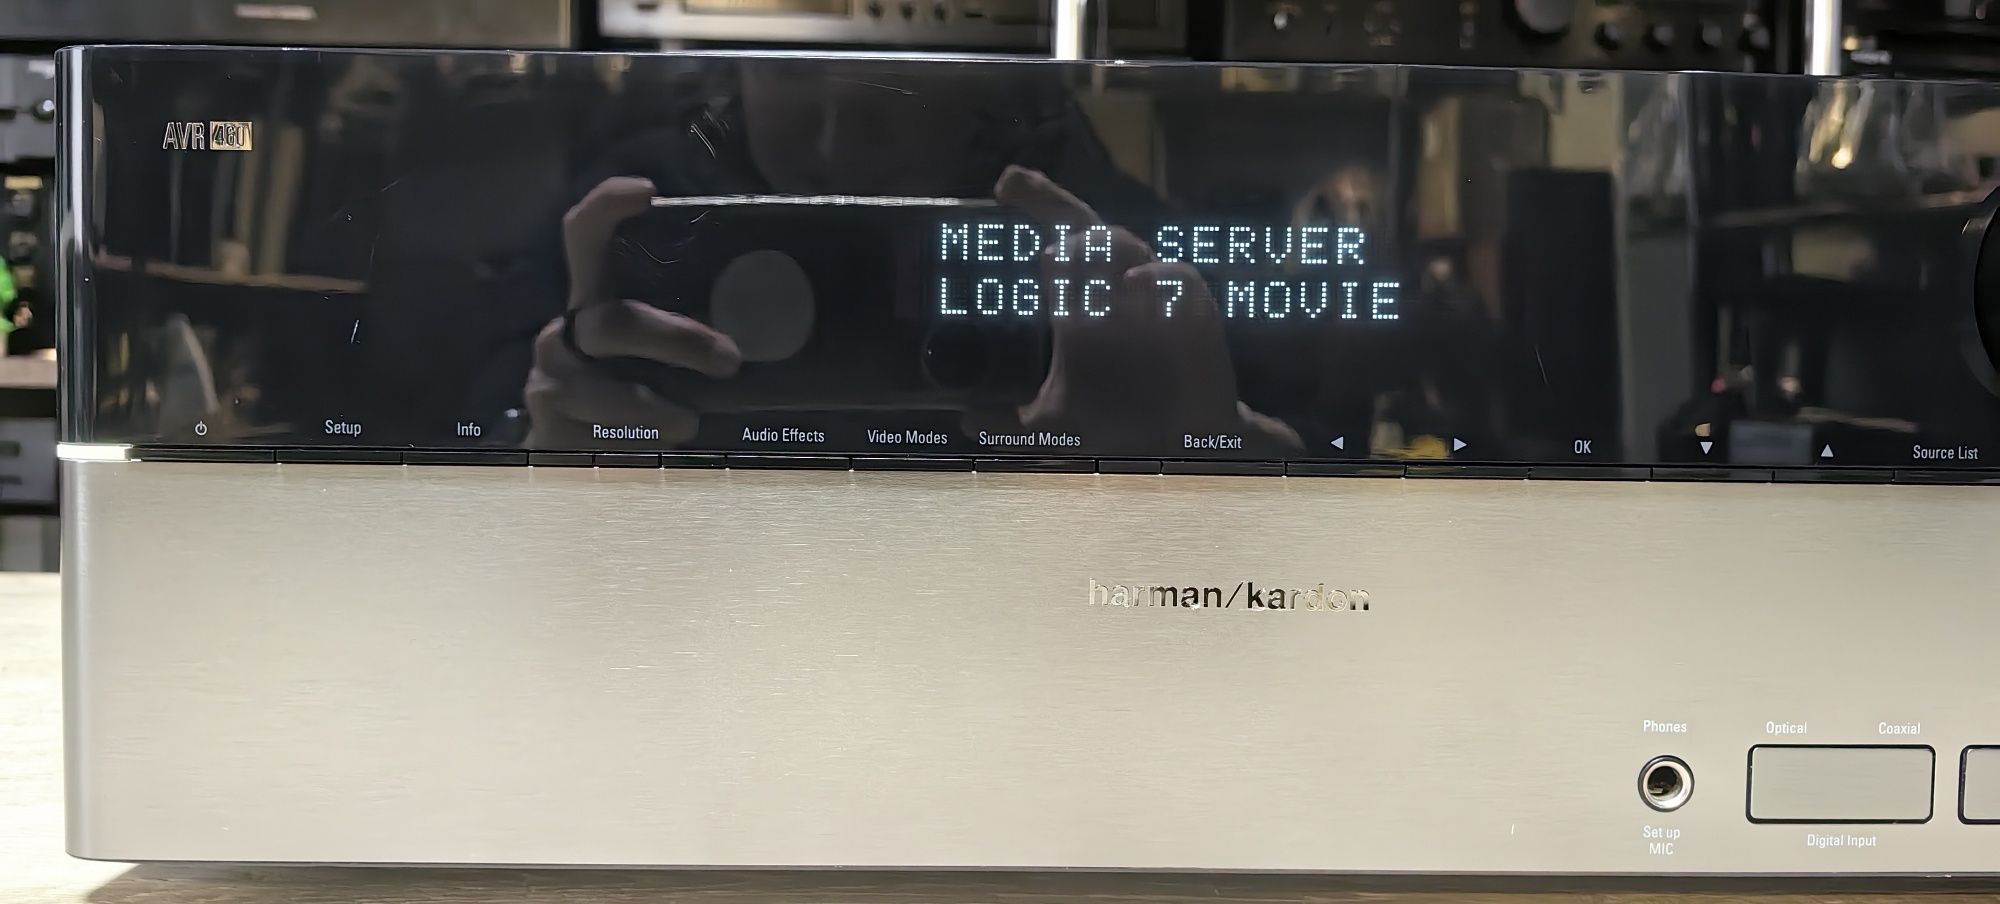 AVR 460
MEDIA SERVER
LOGIC 7 MOVIE
Setup
Info
Resolution
Audio Effects
Video Modes
Surround Modes
Back/Exit
◀
▶
OK
▼
▲
Source List
harman/kardon
Phones
Optical
Coaxial
Set up
MIC
Digital Input